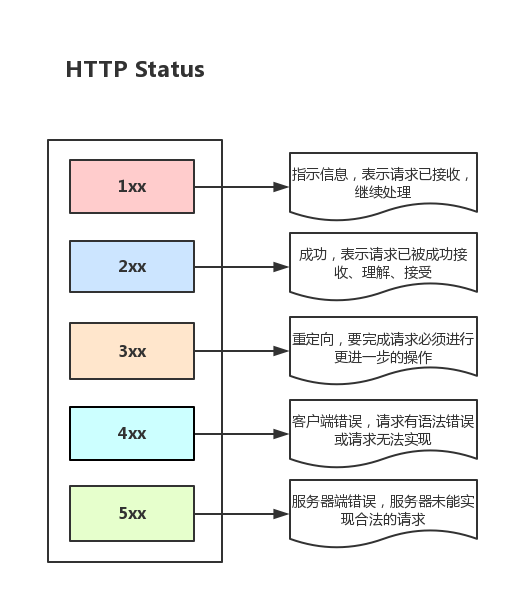 HTTP Status
1xx
指示信息，表示请求已接收，
继续处理
2xx
成功，表示请求已被成功接
收、理解、接受
3xx
重定向，要完成请求必须进行
更进一步的操作
4xx
客户端错误，请求有语法错误
或请求无法实现
5xx
服务器端错误，服务器未能实
现合法的请求